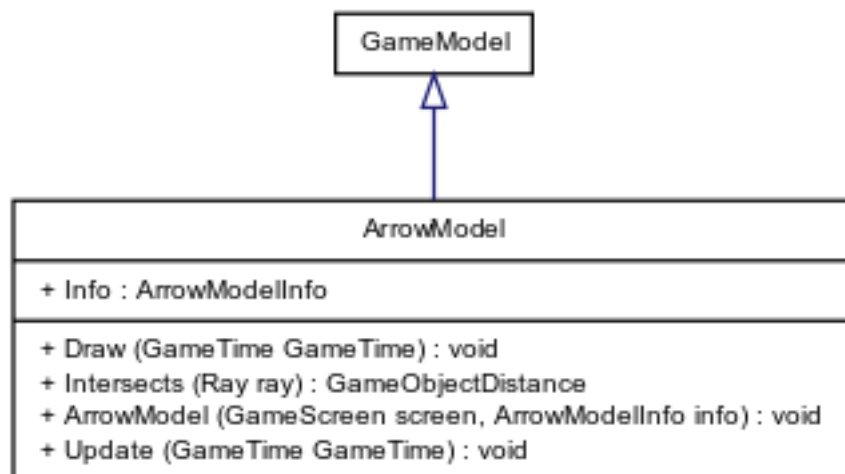 GameModel
ArrowModel
+ Info : ArrowModelInfo
+ Draw (GameTime GameTime) : void
+ Intersects (Ray ray) : GameObjectDistance
+ ArrowModel (GameScreen screen, ArrowModelInfo info) : void
+ Update (GameTime GameTime) : void